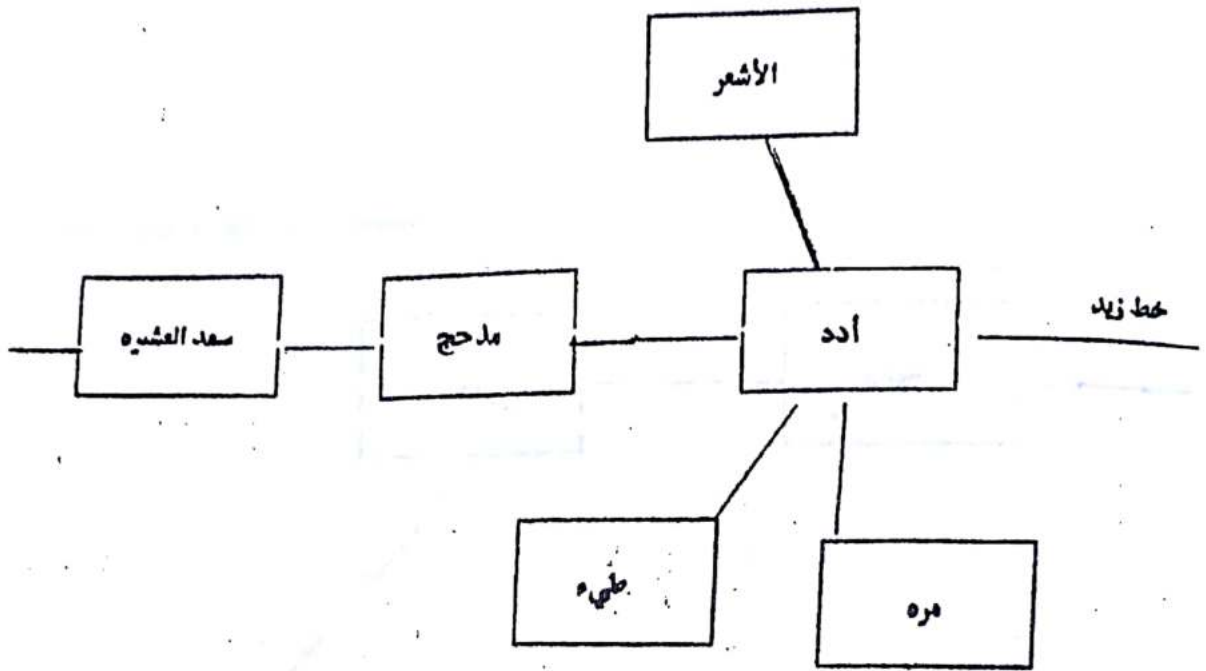 الأشعر
خط زيد
أدد
مدحج
سعد العشيره
طيء
مره